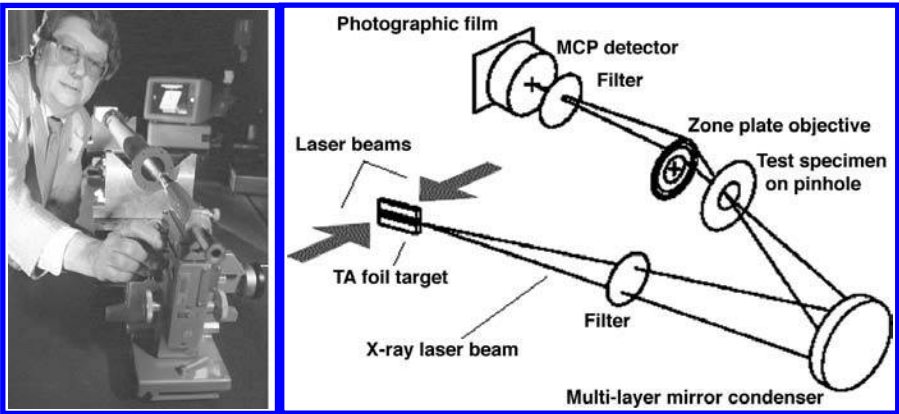 Photographic film
MCP detector
Filter
Zone plate objective
Test specimen
on pinhole
Laser beams
TA foil target
Filter
X-ray laser beam
Multi-layer mirror condenser